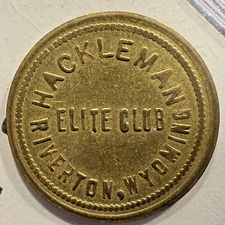 HACKLEMAN
ELITE CLUB
RIVERTON, WYOMING